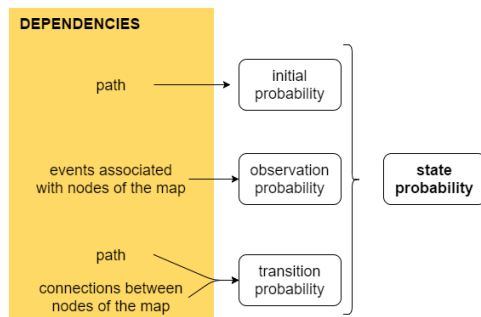 DEPENDENCIES
path
initial
probability
events associated
with nodes of the map
observation
probability
state
probability
path
connections between
nodes of the map
transition
probability